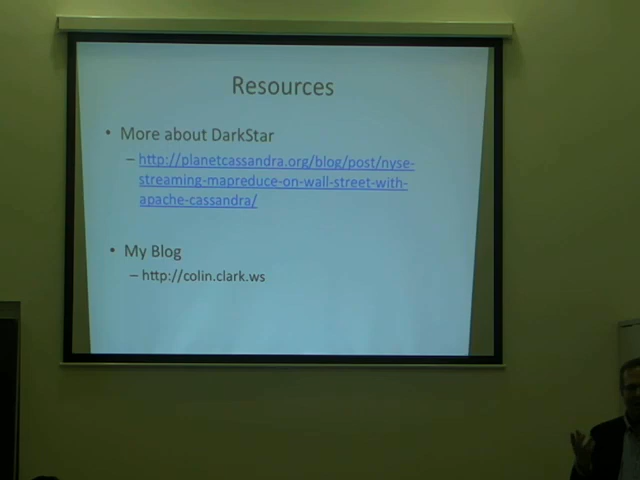 Resources
• More about DarkStar
– http://planetcassandra.org/blog/post/nyse-
streaming-mapreduce-on-wall-street-with-
apache-cassandra/
• My Blog
– http://colin.clark.ws